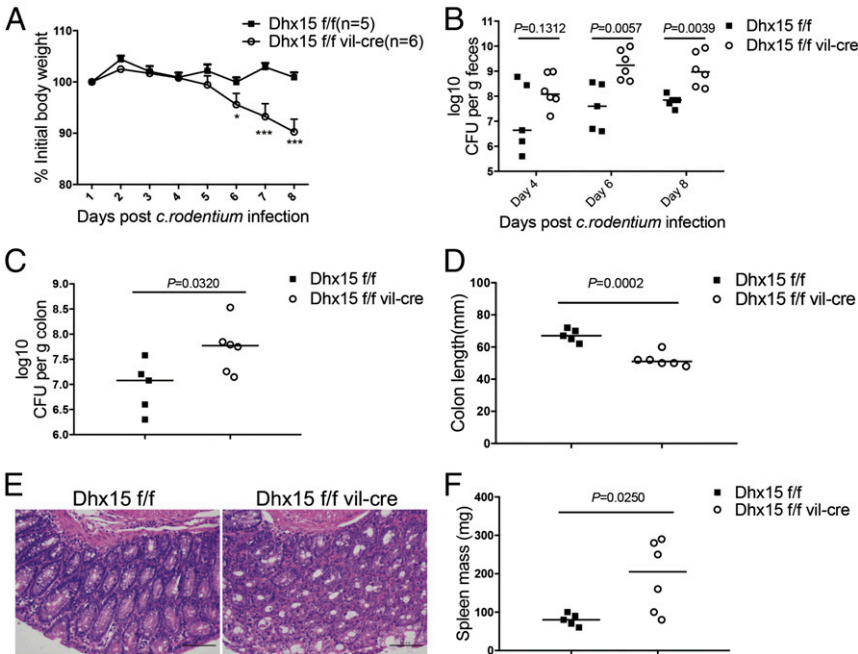 A
Dhx15 f/f(n=5)
Dhx15 f/f vil-cre(n=6)
% Initial body weight
110
100
90
80
*
***
***
1 2 3 4 5 6 7 8
Days post c.rodentium infection
B
Dhx15 f/f
Dhx15 f/f vil-cre
P=0.1312 P=0.0057 P=0.0039
log10
CFU per g feces
11
10
9
8
7
6
5
Day 4 Day 6 Day 8
Days post c.rodentium infection
C
Dhx15 f/f
Dhx15 f/f vil-cre
P=0.0320
log10
CFU per g colon
9.0
8.5
8.0
7.5
7.0
6.5
6.0
D
Dhx15 f/f
Dhx15 f/f vil-cre
P=0.0002
Colon length(mm)
100
80
60
40
20
0
E
Dhx15 f/f Dhx15 f/f vil-cre
F
Dhx15 f/f
Dhx15 f/f vil-cre
P=0.0250
Spleen mass (mg)
400
300
200
100
0